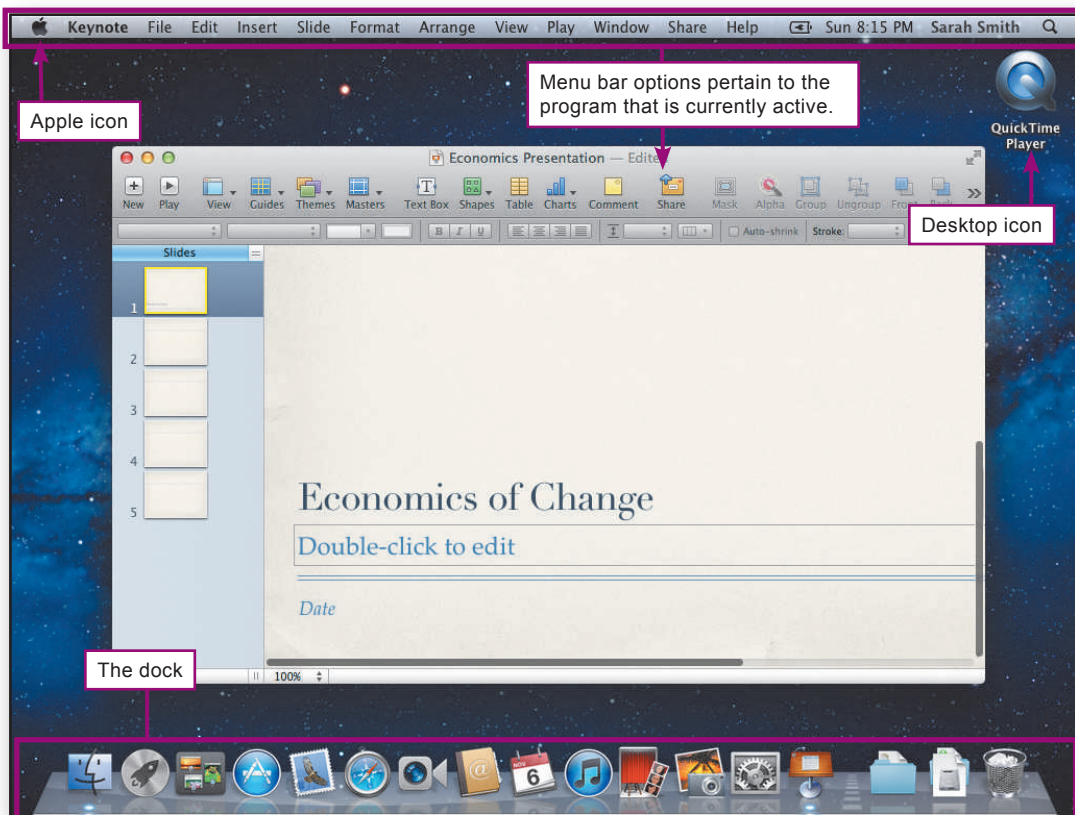 Keynote File Edit Insert Slide Format Arrange View Play Window Share Help Sun 8:15 PM Sarah Smith
Apple icon
Menu bar options pertain to the
program that is currently active.
QuickTime
Player
Desktop icon
Economics Presentation — Edite
New Play View Guides Themes Masters Text Box Shapes Table Charts Comment Share Mask Alpha Group Ungroup Front Back
B I U Auto-shrink Stroke:
Slides
1
2
3
4
5
Economics of Change
Double-click to edit
Date
The dock
100%
NOV
6